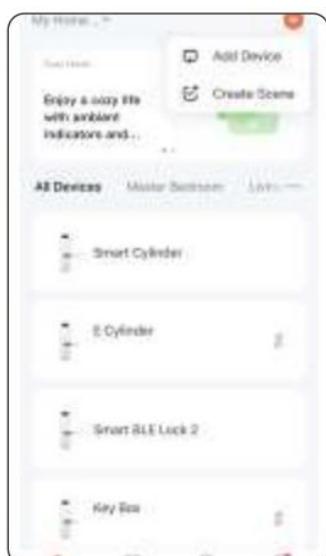 My Home... 
Add Device
Create Scene
Enjoy a cozy life
with ambient
indicators and...
All Devices Master Bedroom Livi...
Smart Cylinder
E Cylinder
Smart BLE Lock 2
Key Box